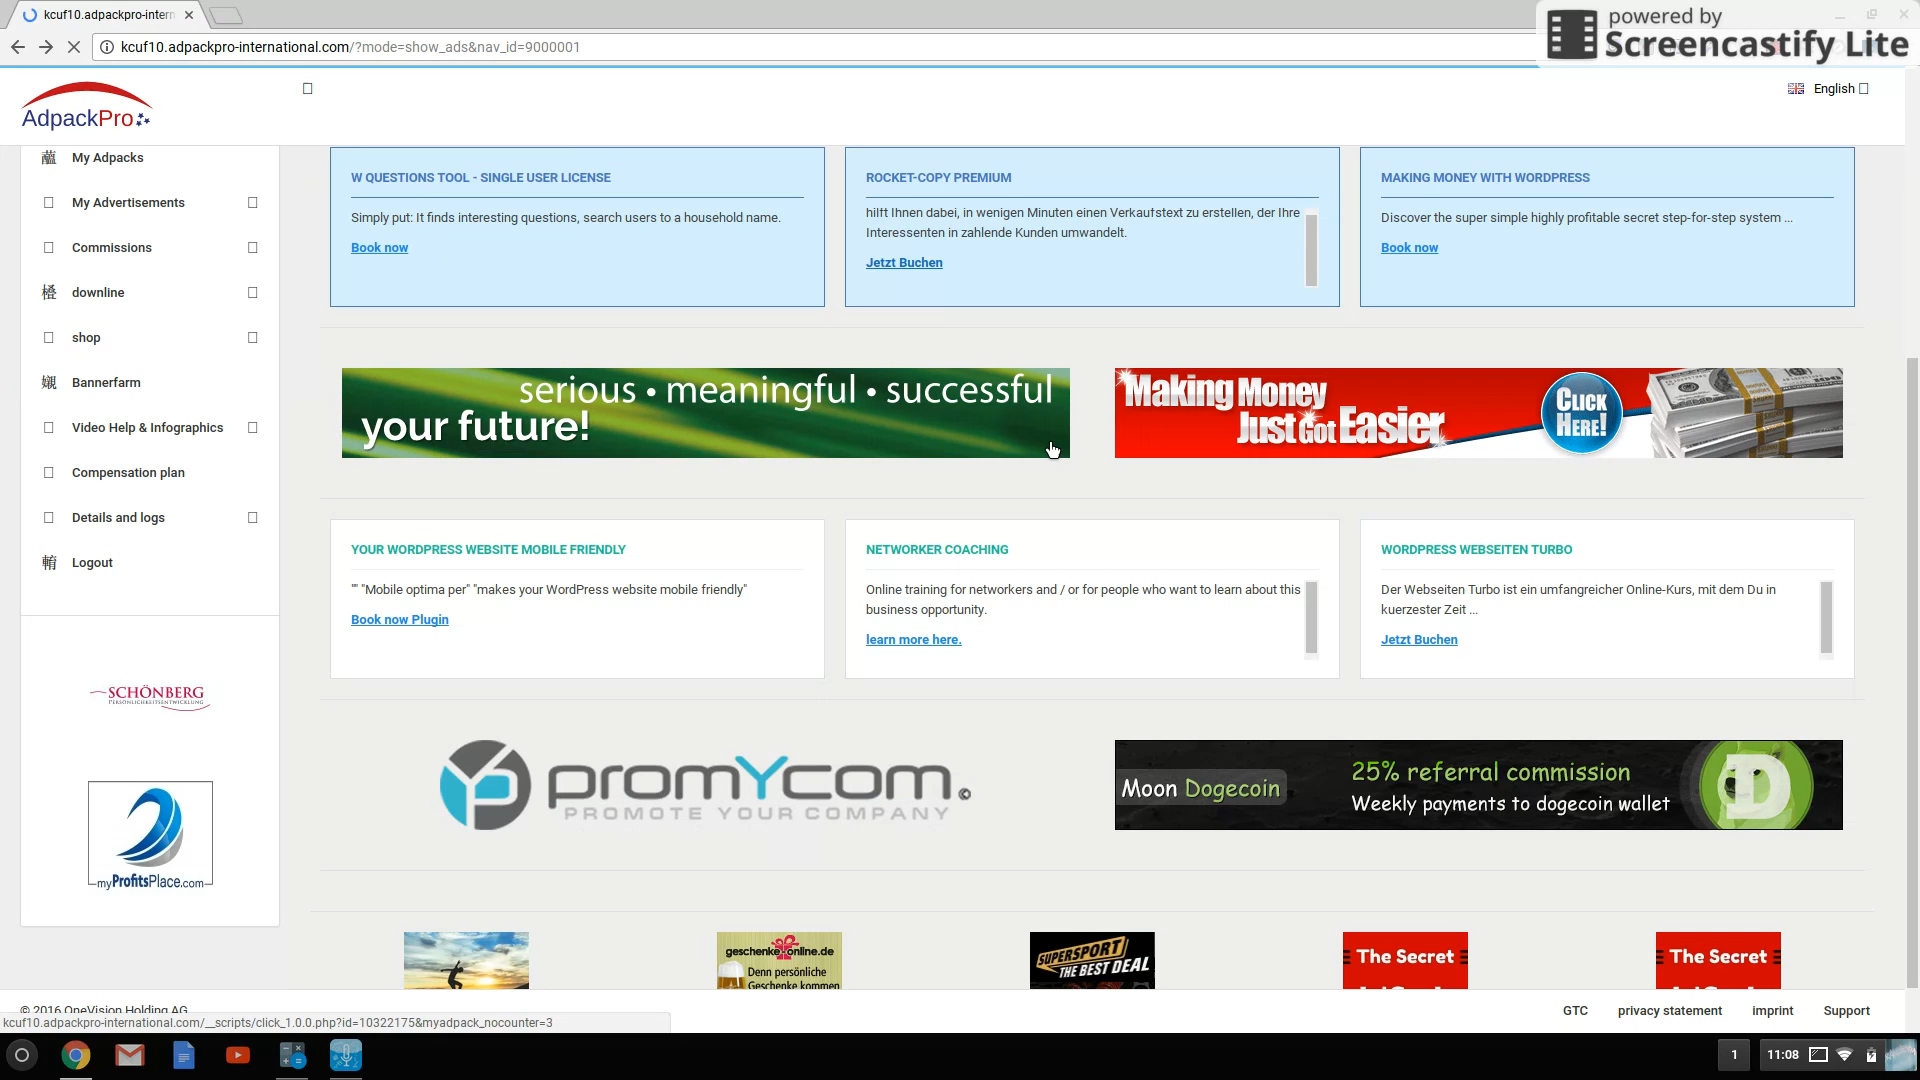 kcuf10.adpackpro-intern
powered by
Screencastify Lite
kcuf10.adpackpro-international.com/?mode=show_ads&nav_id=9000001
AdpackPro
English
My Adpacks
My Advertisements
Commissions
downline
shop
Bannerfarm
Video Help & Infographics
Compensation plan
Details and logs
Logout
SCHÖNBERG
PERSÖNLICHKEITSENTWICKLUNG
myProfitsPlace.com
W QUESTIONS TOOL - SINGLE USER LICENSE
Simply put: It finds interesting questions, search users to a household name.
Book now
ROCKET-COPY PREMIUM
hilft Ihnen dabei, in wenigen Minuten einen Verkaufstext zu erstellen, der Ihre
Interessenten in zahlende Kunden umwandelt.
Jetzt Buchen
MAKING MONEY WITH WORDPRESS
Discover the super simple highly profitable secret step-for-step system ...
Book now
serious • meaningful • successful
your future!
Making Money
Just Got Easier
CLICK
HERE!
YOUR WORDPRESS WEBSITE MOBILE FRIENDLY
"" "Mobile optima per" "makes your WordPress website mobile friendly"
Book now Plugin
NETWORKER COACHING
Online training for networkers and / or for people who want to learn about this
business opportunity.
learn more here.
WORDPRESS WEBSEITEN TURBO
Der Webseiten Turbo ist ein umfangreicher Online-Kurs, mit dem Du in
kuerzester Zeit ...
Jetzt Buchen
promYcom ©
PROMOTE YOUR COMPANY
Moon Dogecoin
25% referral commission
Weekly payments to dogecoin wallet
D
geschenke-online.de
Denn persönliche
Geschenke kommen
SUPERSPORT
THE BEST DEAL
The Secret
The Secret
© 2016 OneVision Holding AG
GTC
privacy statement
imprint
Support
kcuf10.adpackpro-international.com/__scripts/click_1.0.0.php?id=10322175&myadpack_nocounter=3
1
11:08